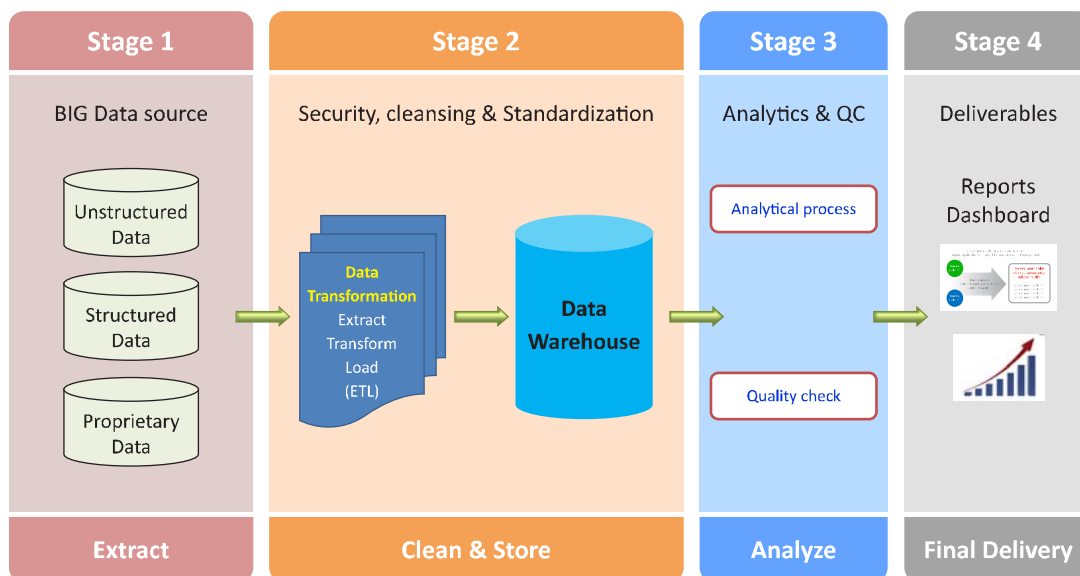 Stage 1
BIG Data source
Unstructured
Data
Structured
Data
Proprietary
Data
Extract
Stage 2
Security, cleansing & Standardization
Data
Transformation
Extract
Transform
Load
(ETL)
Data
Warehouse
Clean & Store
Stage 3
Analytics & QC
Analytical process
Quality check
Analyze
Stage 4
Deliverables
Reports
Dashboard
Final Delivery